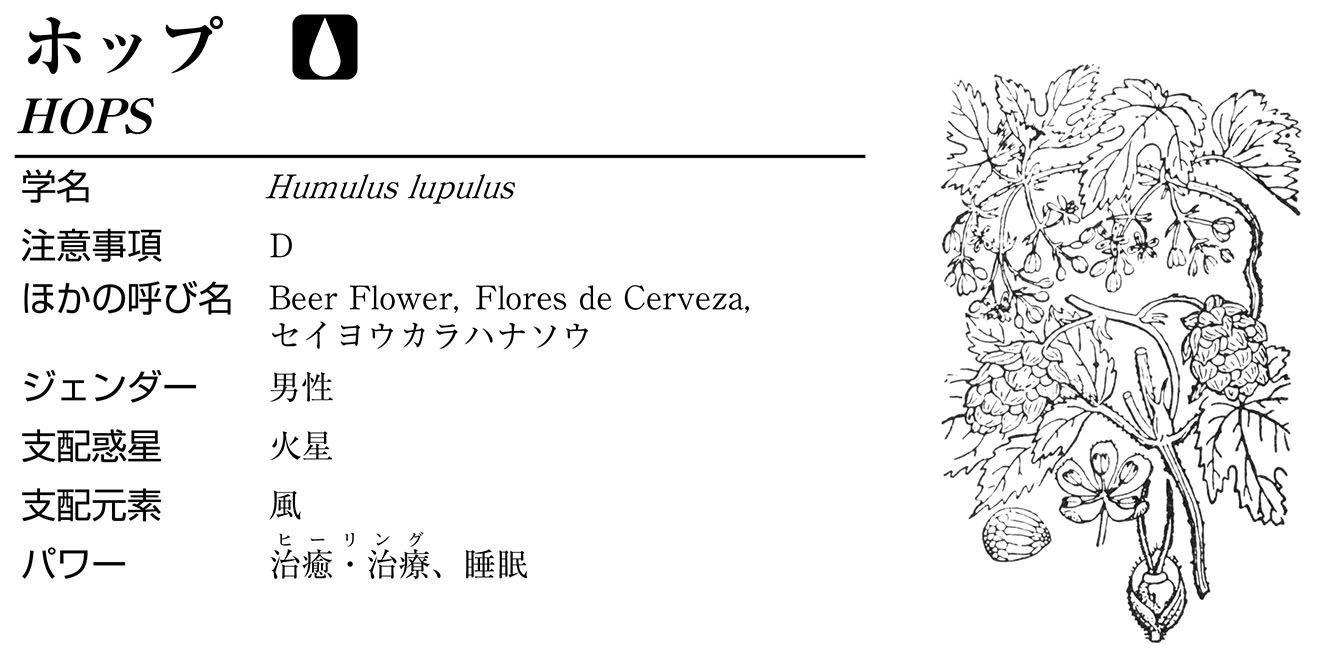 ホップ
HOPS
学名 Humulus lupulus
注意事項 D
ほかの呼び名 Beer Flower, Flores de Cerveza,
セイヨウカラハナソウ
ジェンダー 男性
支配惑星 火星
支配元素 風
ヒーリング
パワー 治癒・治療、睡眠